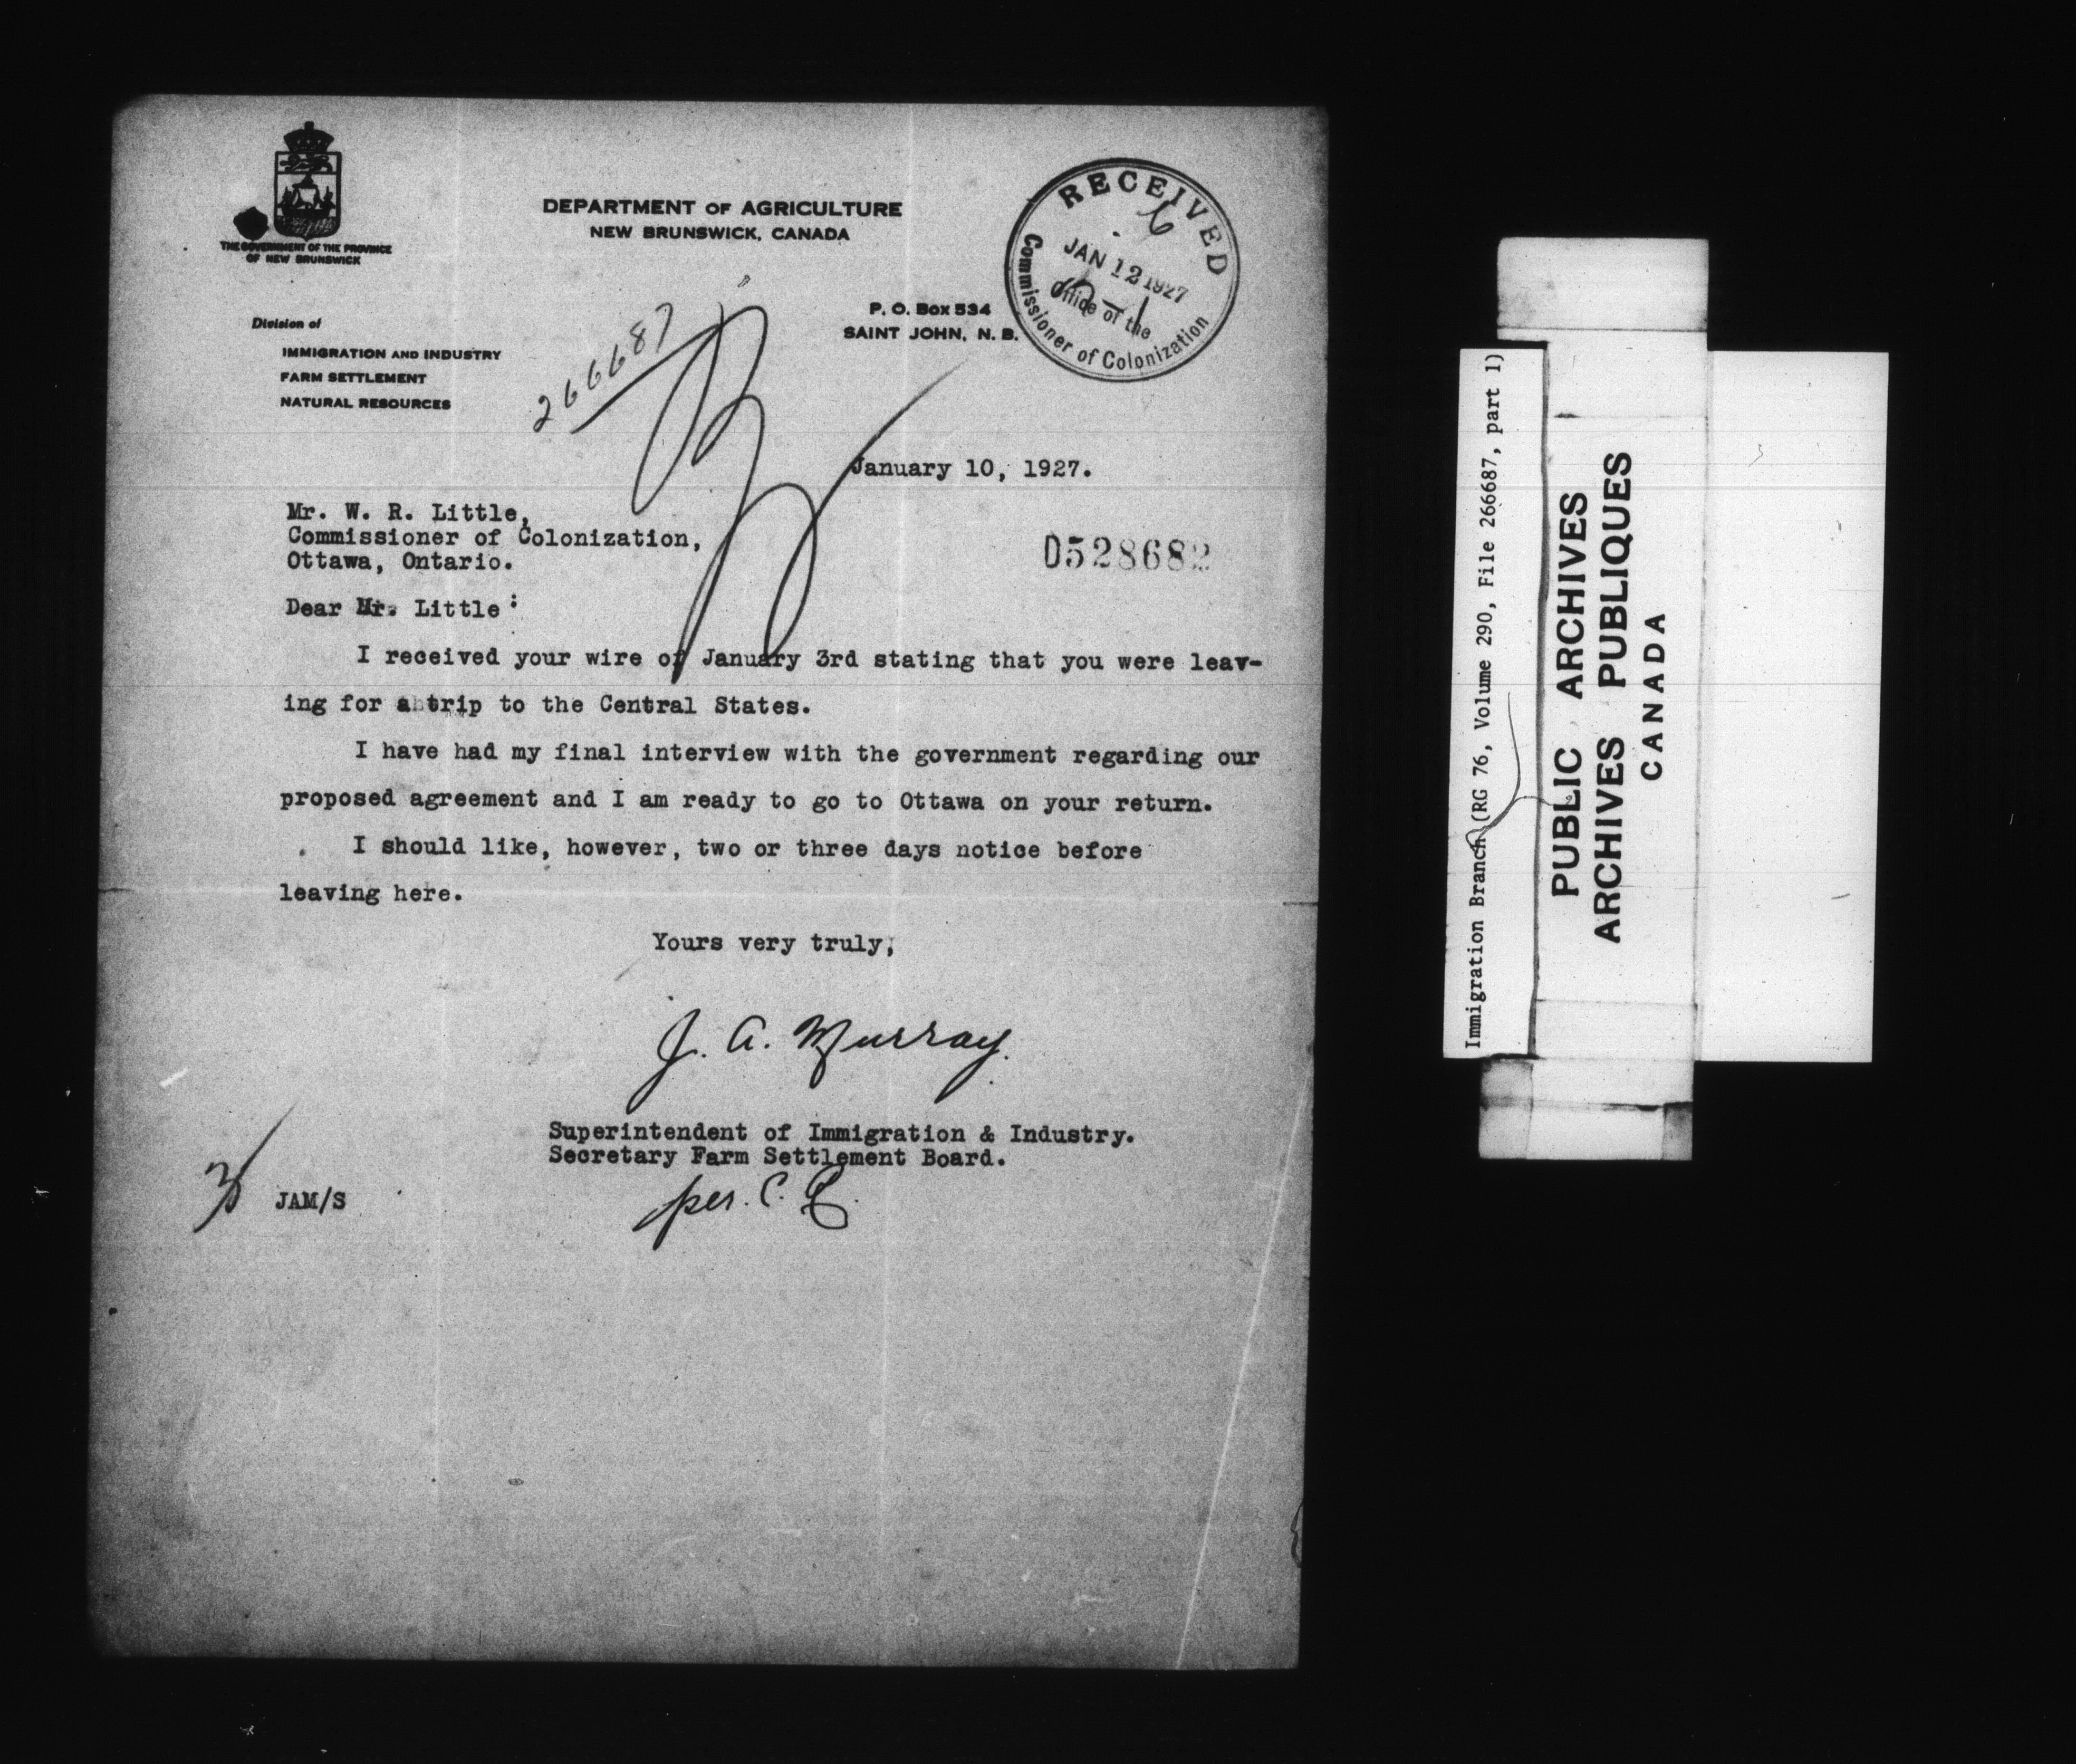 THE GOVERNMENT OF THE PROVINCE
OF NEW BRUNSWICK
DEPARTMENT OF AGRICULTURE
NEW BRUNSWICK, CANADA
RECEIVED
6
JAN 12 1927
Office of the
Commissioner of Colonization
P. O. Box 534
SAINT JOHN, N. B.
Division of
IMMIGRATION AND INDUSTRY
FARM SETTLEMENT
NATURAL RESOURCES
266687
January 10, 1927.
Mr. W. R. Little,
Commissioner of Colonization,
Ottawa, Ontario.
0528682
Dear Mr. Little:
I received your wire of January 3rd stating that you were leav-
ing for a trip to the Central States.
I have had my final interview with the government regarding our
proposed agreement and I am ready to go to Ottawa on your return.
I should like, however, two or three days notice before
leaving here.
Yours very truly,
J. A. Murray.
Superintendent of Immigration & Industry.
Secretary Farm Settlement Board.
per. C.
JAM/S
Immigration Branch (RG 76, Volume 290, File 266687, part 1)
PUBLIC ARCHIVES
ARCHIVES PUBLIQUES
CANADA